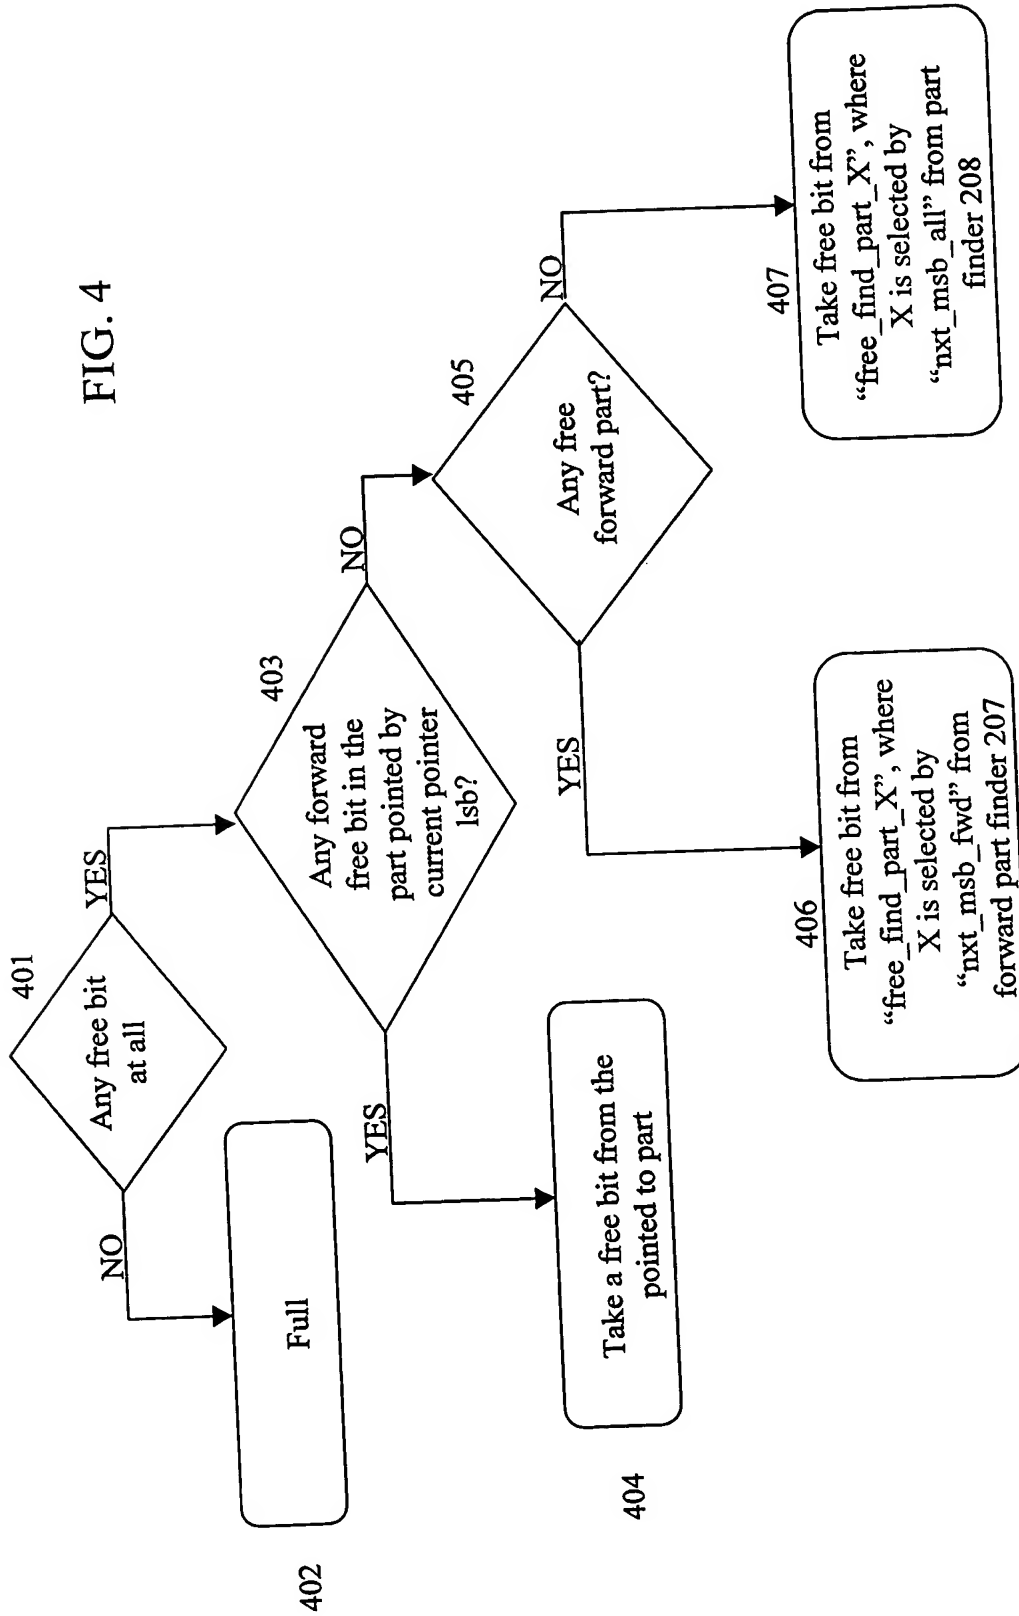 FIG. 4
401
Any free bit
at all
NO
YES
402
Full
403
Any forward
free bit in the
part pointed by
current pointer
lsb?
YES
NO
404
Take a free bit from the
pointed to part
405
Any free
forward part?
YES
NO
406
Take free bit from
“free_find_part_X”, where
X is selected by
“nxt_msb_fwd” from
forward part finder 207
407
Take free bit from
“free_find_part_X”, where
X is selected by
“nxt_msb_all” from part
finder 208